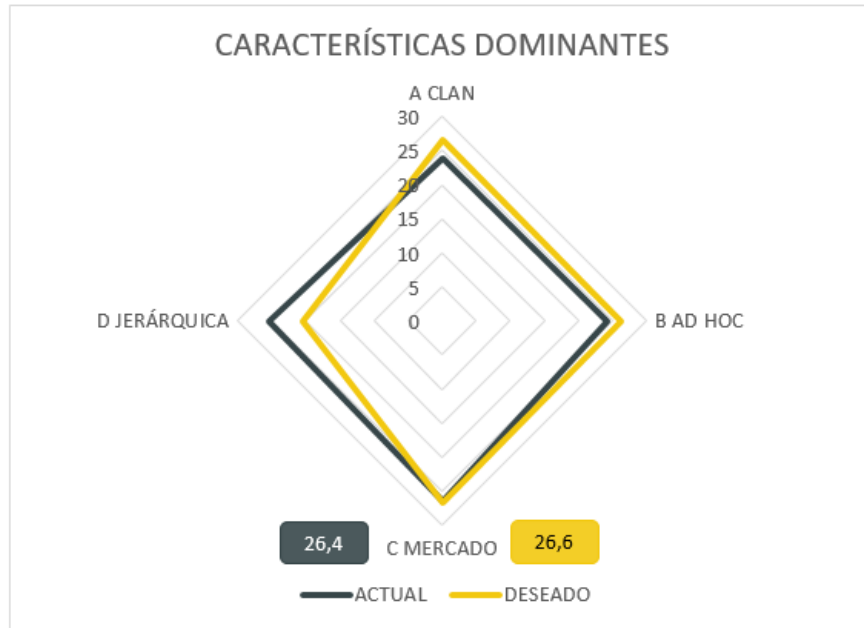 CARACTERÍSTICAS DOMINANTES
A CLAN
30
25
20
15
10
5
0
D JERÁRQUICA
B AD HOC
26,4
C MERCADO
26,6
ACTUAL
DESEADO